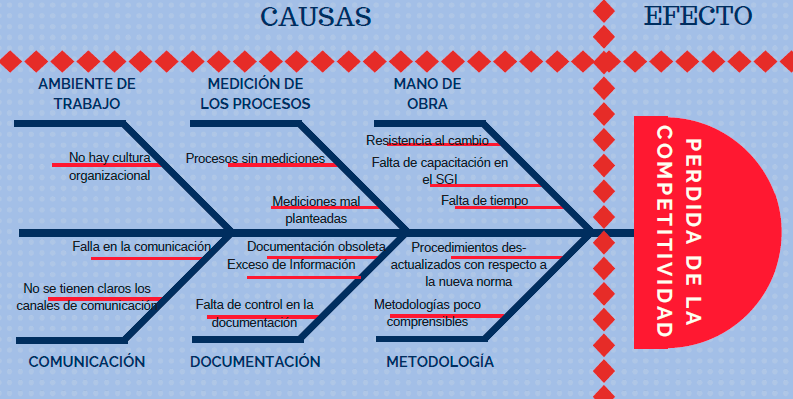 CAUSAS
EFECTO
AMBIENTE DE
TRABAJO
MEDICIÓN DE
LOS PROCESOS
MANO DE
OBRA
No hay cultura
organizacional
Procesos sin mediciones
Mediciones mal
planteadas
Resistencia al cambio
Falta de capacitación en
el SGI
Falta de tiempo
PERDIDA DE LA
COMPETITIVIDAD
Falla en la comunicación
No se tienen claros los
canales de comunicación
Documentación obsoleta
Exceso de Información
Falta de control en la
documentación
Procedimientos des-
actualizados con respecto a
la nueva norma
Metodologías poco
comprensibles
COMUNICACIÓN
DOCUMENTACIÓN
METODOLOGÍA